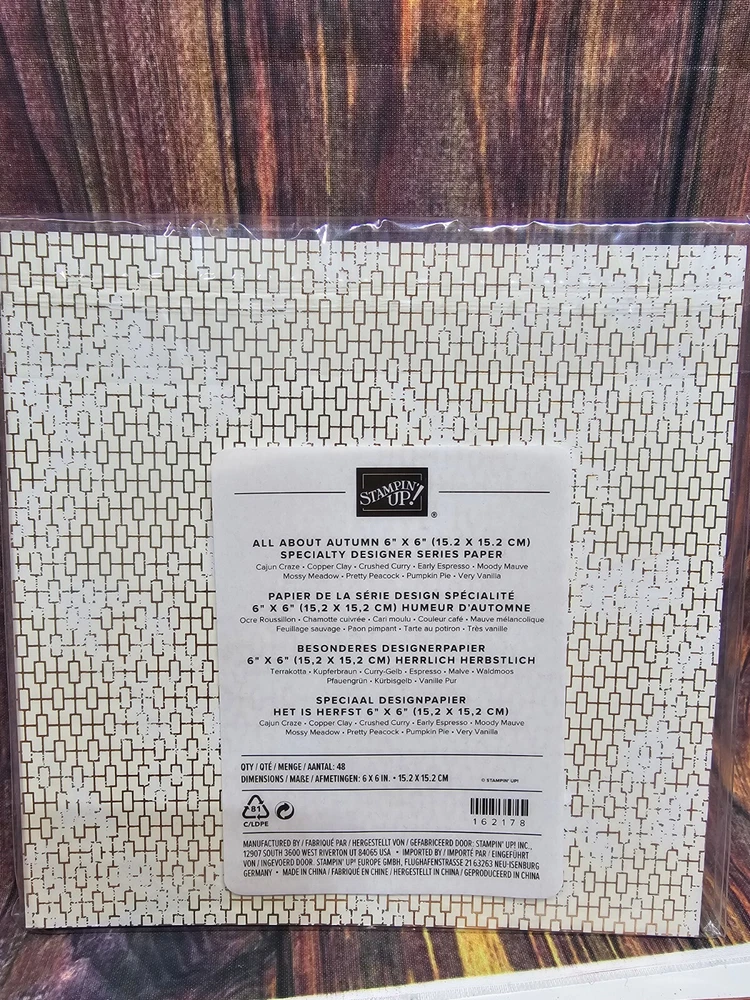 STAMPIN' UP!®
ALL ABOUT AUTUMN 6" X 6" (15.2 X 15.2 CM)
SPECIALTY DESIGNER SERIES PAPER
Cajun Craze • Copper Clay • Crushed Curry • Early Espresso • Moody Mauve
Mossy Meadow • Pretty Peacock • Pumpkin Pie • Very Vanilla
PAPIER DE LA SÉRIE DESIGN SPÉCIALITÉ
6" X 6" (15,2 X 15,2 CM) HUMEUR D'AUTOMNE
Ocre Roussillon • Chamotte cuivrée • Cari moulu • Couleur café • Mauve mélancolique
Feuillage sauvage • Paon pimpant • Tarte au potiron • Très vanille
BESONDERES DESIGNERPAPIER
6" X 6" (15,2 X 15,2 CM) HERRLICH HERBSTLICH
Terrakotta • Kupferbraun • Curry-Gelb • Espresso • Malve • Waldmoos
Pfauengrün • Kürbisgelb • Vanille Pur
SPECIAAL DESIGNPAPIER
HET IS HERFST 6" X 6" (15,2 X 15,2 CM)
Cajun Craze • Copper Clay • Crushed Curry • Early Espresso • Moody Mauve
Mossy Meadow • Pretty Peacock • Pumpkin Pie • Very Vanilla
QTY / QTÉ / MENGE / AANTAL: 48
DIMENSIONS / MAßE / AFMETINGEN: 6 X 6 IN. • 15.2 X 15.2 CM
© STAMPIN' UP!
81
C/LDPE
162178
MANUFACTURED BY / FABRIQUÉ PAR / HERGESTELLT VON / GEFABRICEERD DOOR: STAMPIN' UP! INC.,
12907 SOUTH 3600 WEST RIVERTON UT 84065 USA • IMPORTED BY / IMPORTÉ PAR / EINGEFÜHRT
VON / INGEVOERD DOOR: STAMPIN' UP! EUROPE GMBH, FLUGHAFENSTRASSE 21 63263 NEU-ISENBURG
GERMANY • MADE IN CHINA / FABRIQUÉ EN CHINE / HERGESTELLT IN CHINA / GEPRODUCEERD IN CHINA